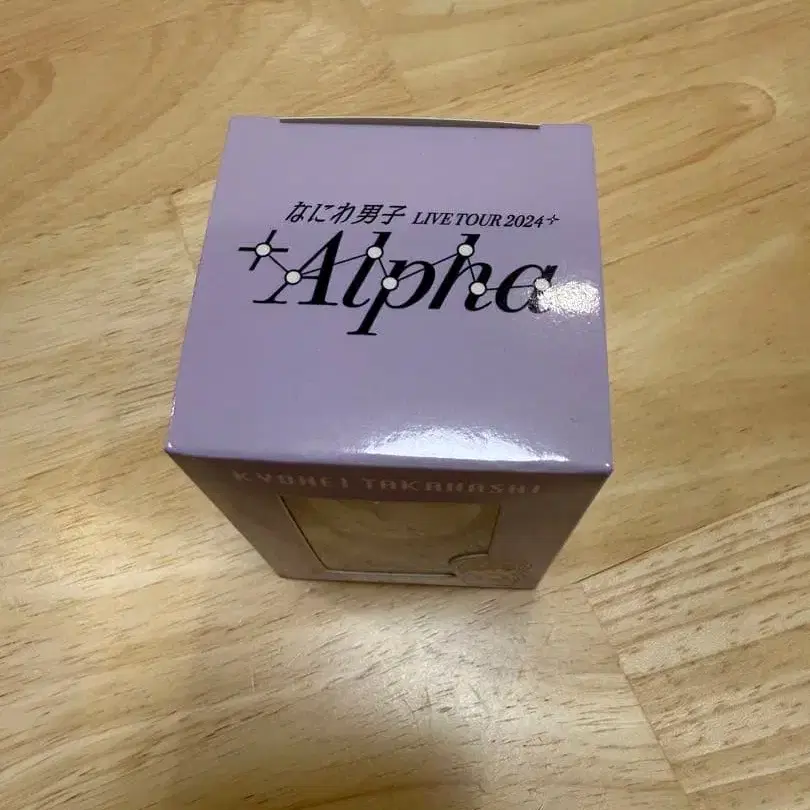 なにわ男子 LIVE TOUR 2024
+Alpha
KYOHEI TAKAHASHI